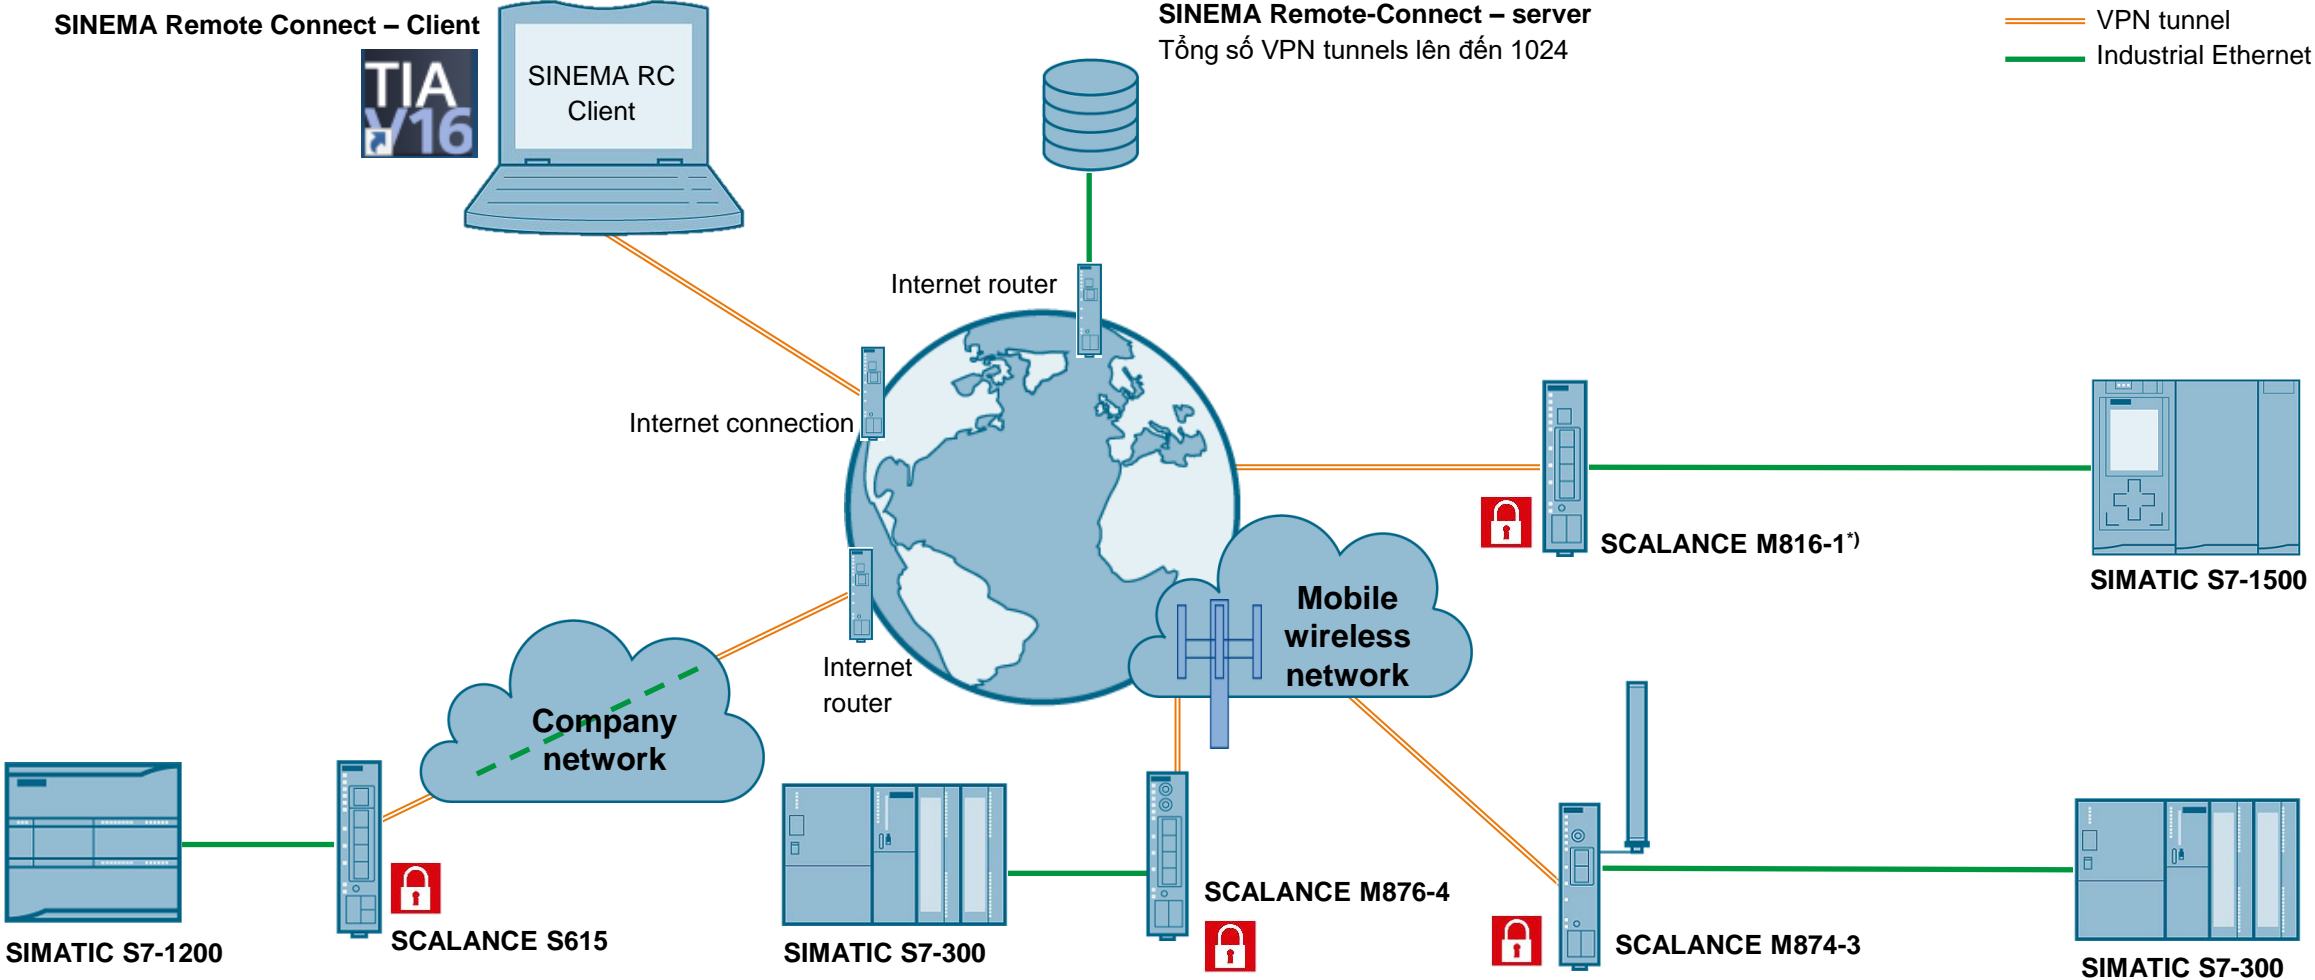 SINEMA Remote Connect – Client
TIA
V16
SINEMA RC
Client
SINEMA Remote-Connect – server
Tổng số VPN tunnels lên đến 1024
VPN tunnel
Industrial Ethernet
Internet router
Internet connection
SCALANCE M816-1*)
SIMATIC S7-1500
Mobile
wireless
network
Internet
router
Company
network
SIMATIC S7-1200
SCALANCE S615
SIMATIC S7-300
SCALANCE M876-4
SCALANCE M874-3
SIMATIC S7-300